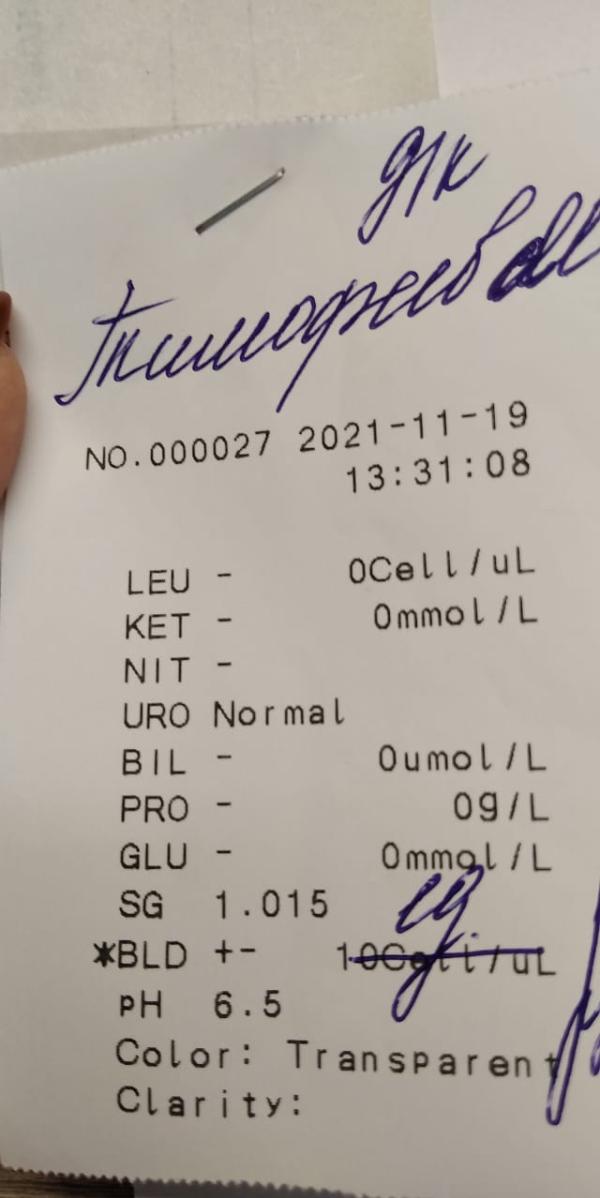 NO.000027 2021-11-19
13:31:08
LEU - 0Cell/uL
KET - 0mmol/L
NIT -
URO Normal
BIL - 0umol/L
PRO - 0g/L
GLU - 0mmol/L
SG 1.015
*BLD +- 10Cell/uL
pH 6.5
Color: Transparent
Clarity: